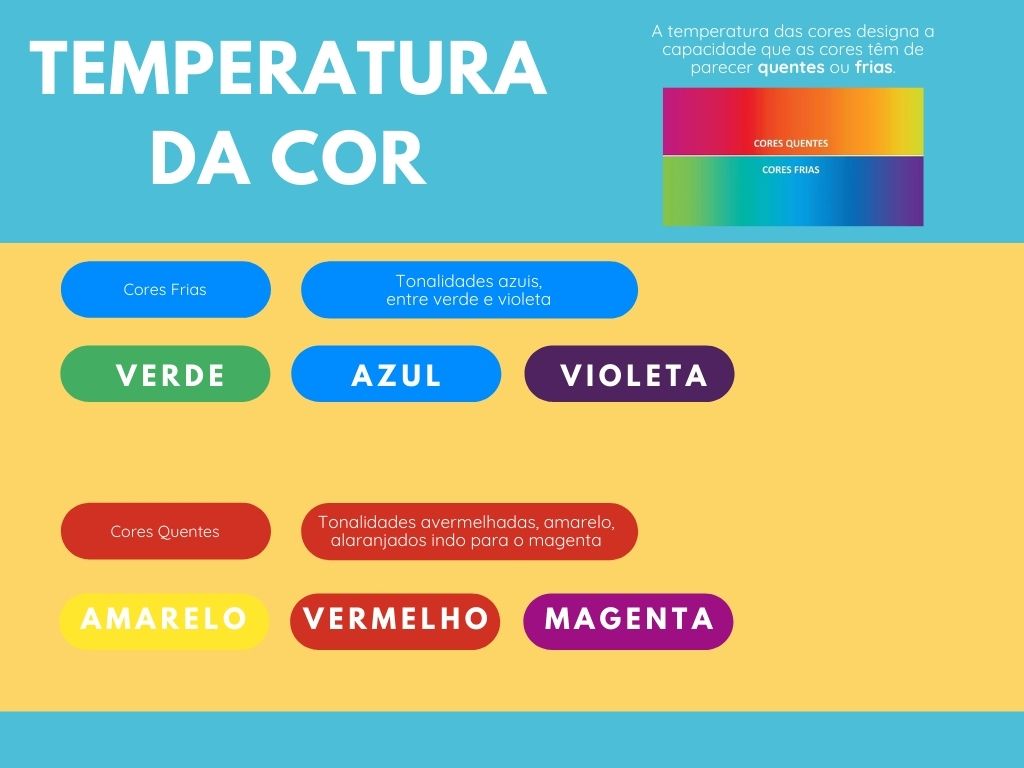 TEMPERATURA
DA COR
A temperatura das cores designa a
capacidade que as cores têm de
parecer quentes ou frias.
CORES QUENTES
CORES FRIAS
Cores Frias
Tonalidades azuis,
entre verde e violeta
VERDE
AZUL
VIOLETA
Cores Quentes
Tonalidades avermelhadas, amarelo,
alaranjados indo para o magenta
AMARELO
VERMELHO
MAGENTA